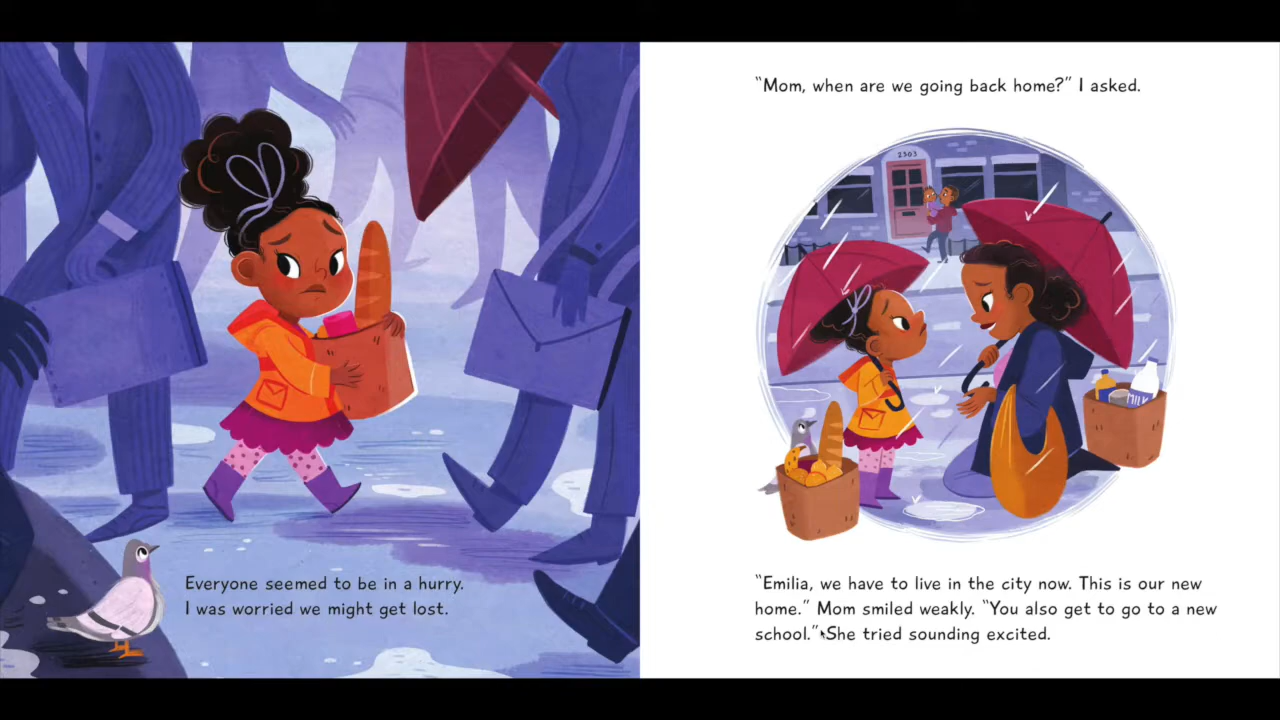 Everyone seemed to be in a hurry.
I was worried we might get lost.
“Mom, when are we going back home?” I asked.
2303
MILK
“Emilia, we have to live in the city now. This is our new
home.” Mom smiled weakly. “You also get to go to a new
school.” She tried sounding excited.